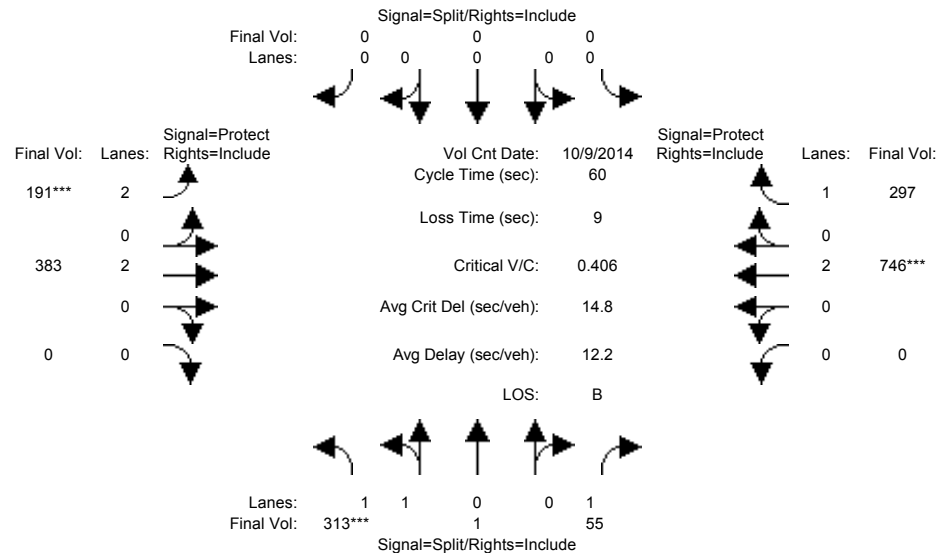 Signal=Split/Rights=Include
Final Vol: 0 0 0
Lanes: 0 0 0 0 0
Signal=Protect Signal=Protect
Final Vol: Lanes: Rights=Include Vol Cnt Date: 10/9/2014 Rights=Include Lanes: Final Vol:
Cycle Time (sec): 60
191*** 2 1 297
Loss Time (sec): 9
0 0
383 2 Critical V/C: 0.406 2 746***
0 Avg Crit Del (sec/veh): 14.8 0
0 0 Avg Delay (sec/veh): 12.2 0 0
LOS: B
Lanes: 1 1 0 0 1
Final Vol: 313*** 1 55
Signal=Split/Rights=Include